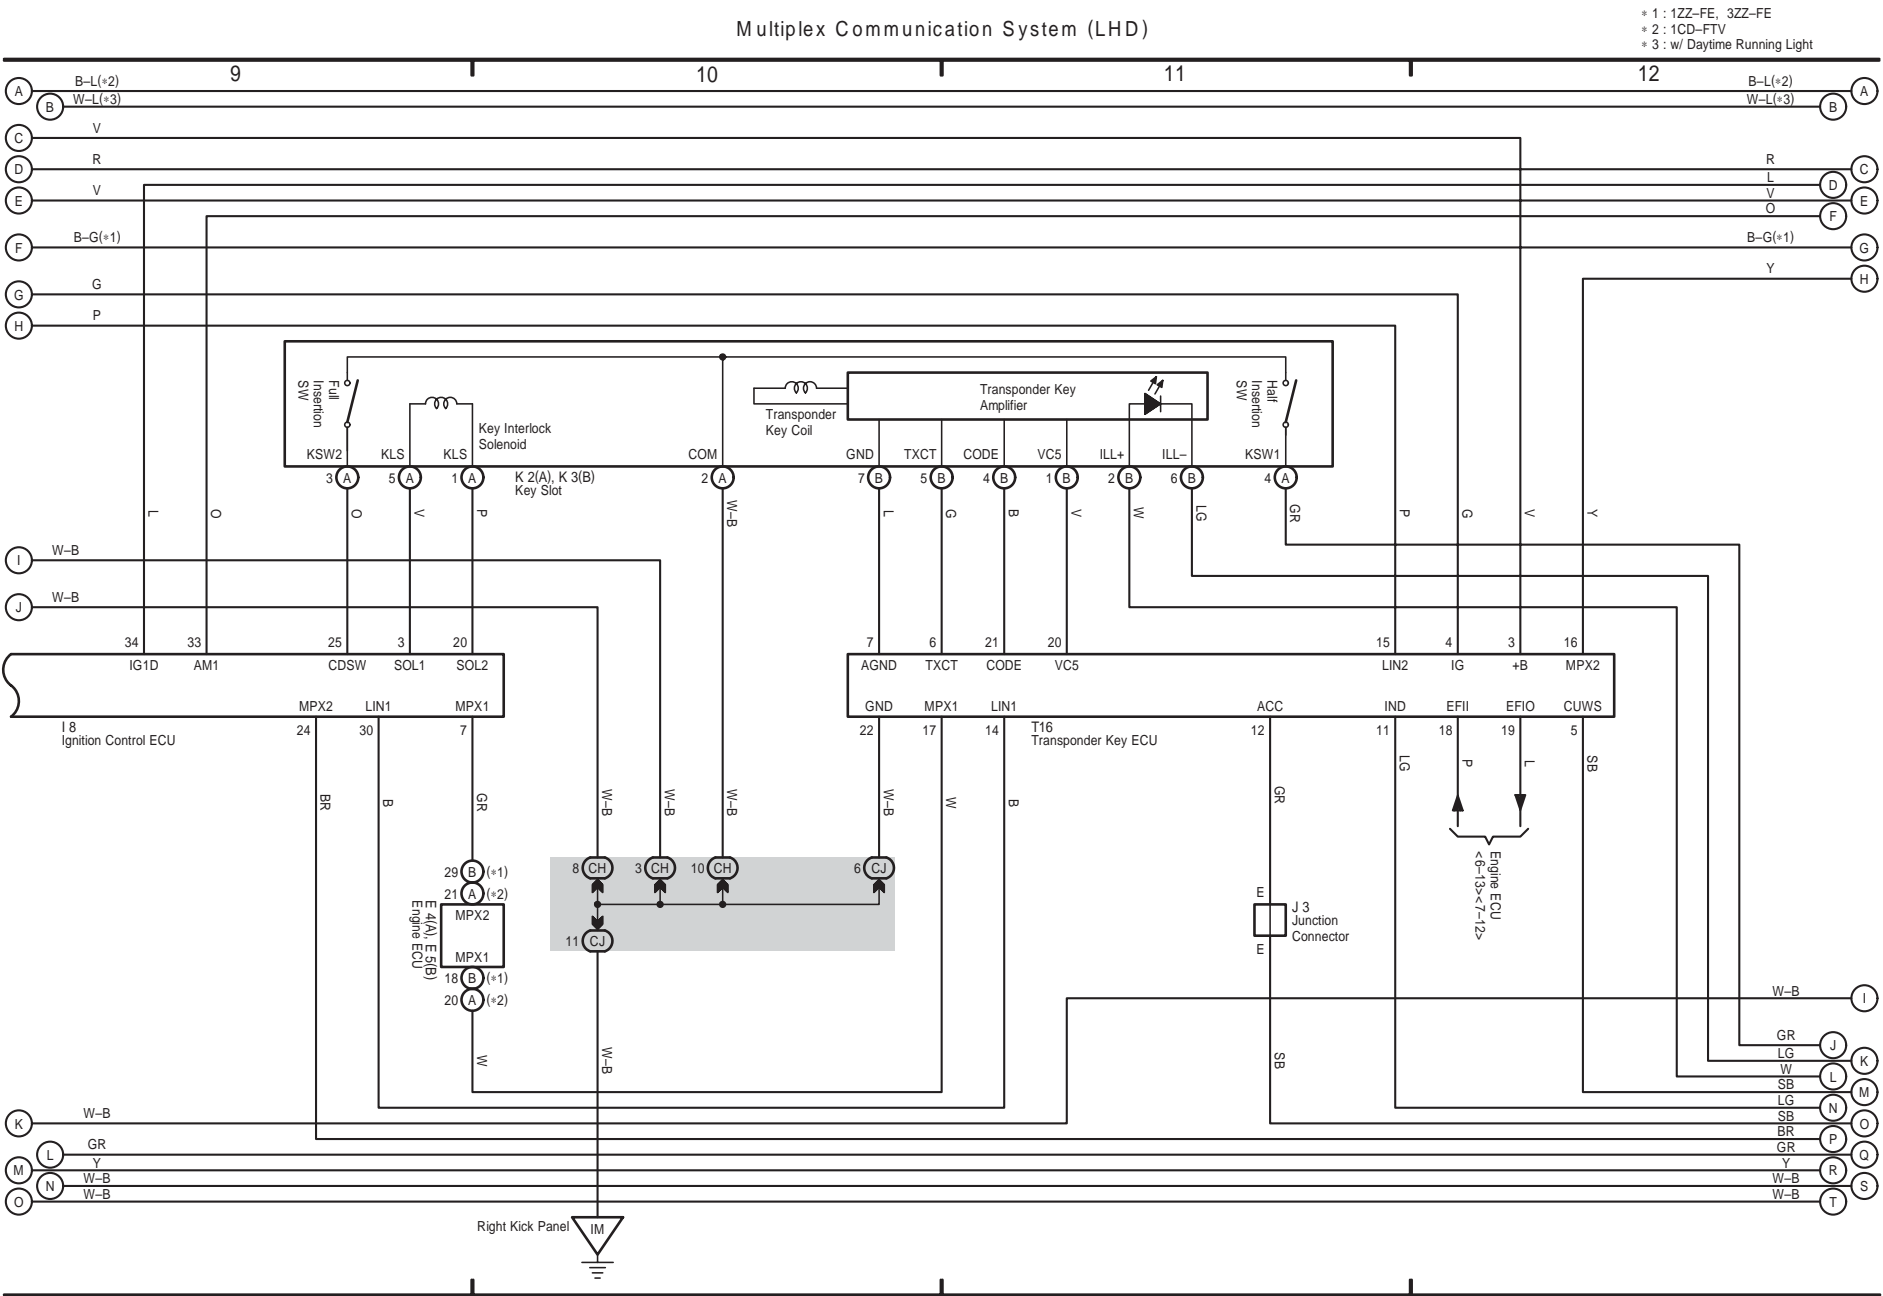 Multiplex Communication System (LHD)
∗ 1 : 1ZZ–FE, 3ZZ–FE
∗ 2 : 1CD–FTV
∗ 3 : w/ Daytime Running Light
9 10 11 12
A B–L(∗2) B–L(∗2) A
B W–L(∗3) W–L(∗3) B
C V
D R R C
L D
E V V E
O F
F B–G(∗1) B–G(∗1) G
Y H
G G
H P
Full Insertion SW
Key Interlock Solenoid
Transponder Key Coil
Transponder Key Amplifier
Half Insertion SW
KSW2 KLS KLS COM GND TXCT CODE VC5 ILL+ ILL– KSW1
3 A 5 A 1 A 2 A 7 B 5 B 4 B 1 B 2 B 6 B 4 A
K 2(A), K 3(B)
Key Slot
L O O V P W–B L G B V W LG GR P G V Y
I W–B
J W–B
34 33 25 3 20 7 6 21 20 15 4 3 16
IG1D AM1 CDSW SOL1 SOL2 AGND TXCT CODE VC5 LIN2 IG +B MPX2
MPX2 LIN1 MPX1 GND MPX1 LIN1 ACC IND EFII EFIO CUWS
24 30 7 22 17 14 12 11 18 19 5
I 8
Ignition Control ECU
T16
Transponder Key ECU
LG P L SB
BR B GR W–B W–B W–B W–B W B GR
8 CH 3 CH 10 CH 6 CJ
29 B (∗1)
21 A (∗2)
MPX2
MPX1
E 4(A), E 5(B)
Engine ECU
18 B (∗1)
20 A (∗2)
11 CJ
Engine ECU
<6–13><7–12>
E
J 3
Junction
Connector
E
W W–B SB
W–B I
GR J
LG K
W L
SB M
LG N
K W–B SB O
BR P
L GR GR Q
M Y Y R
N W–B W–B S
O W–B W–B T
Right Kick Panel IM